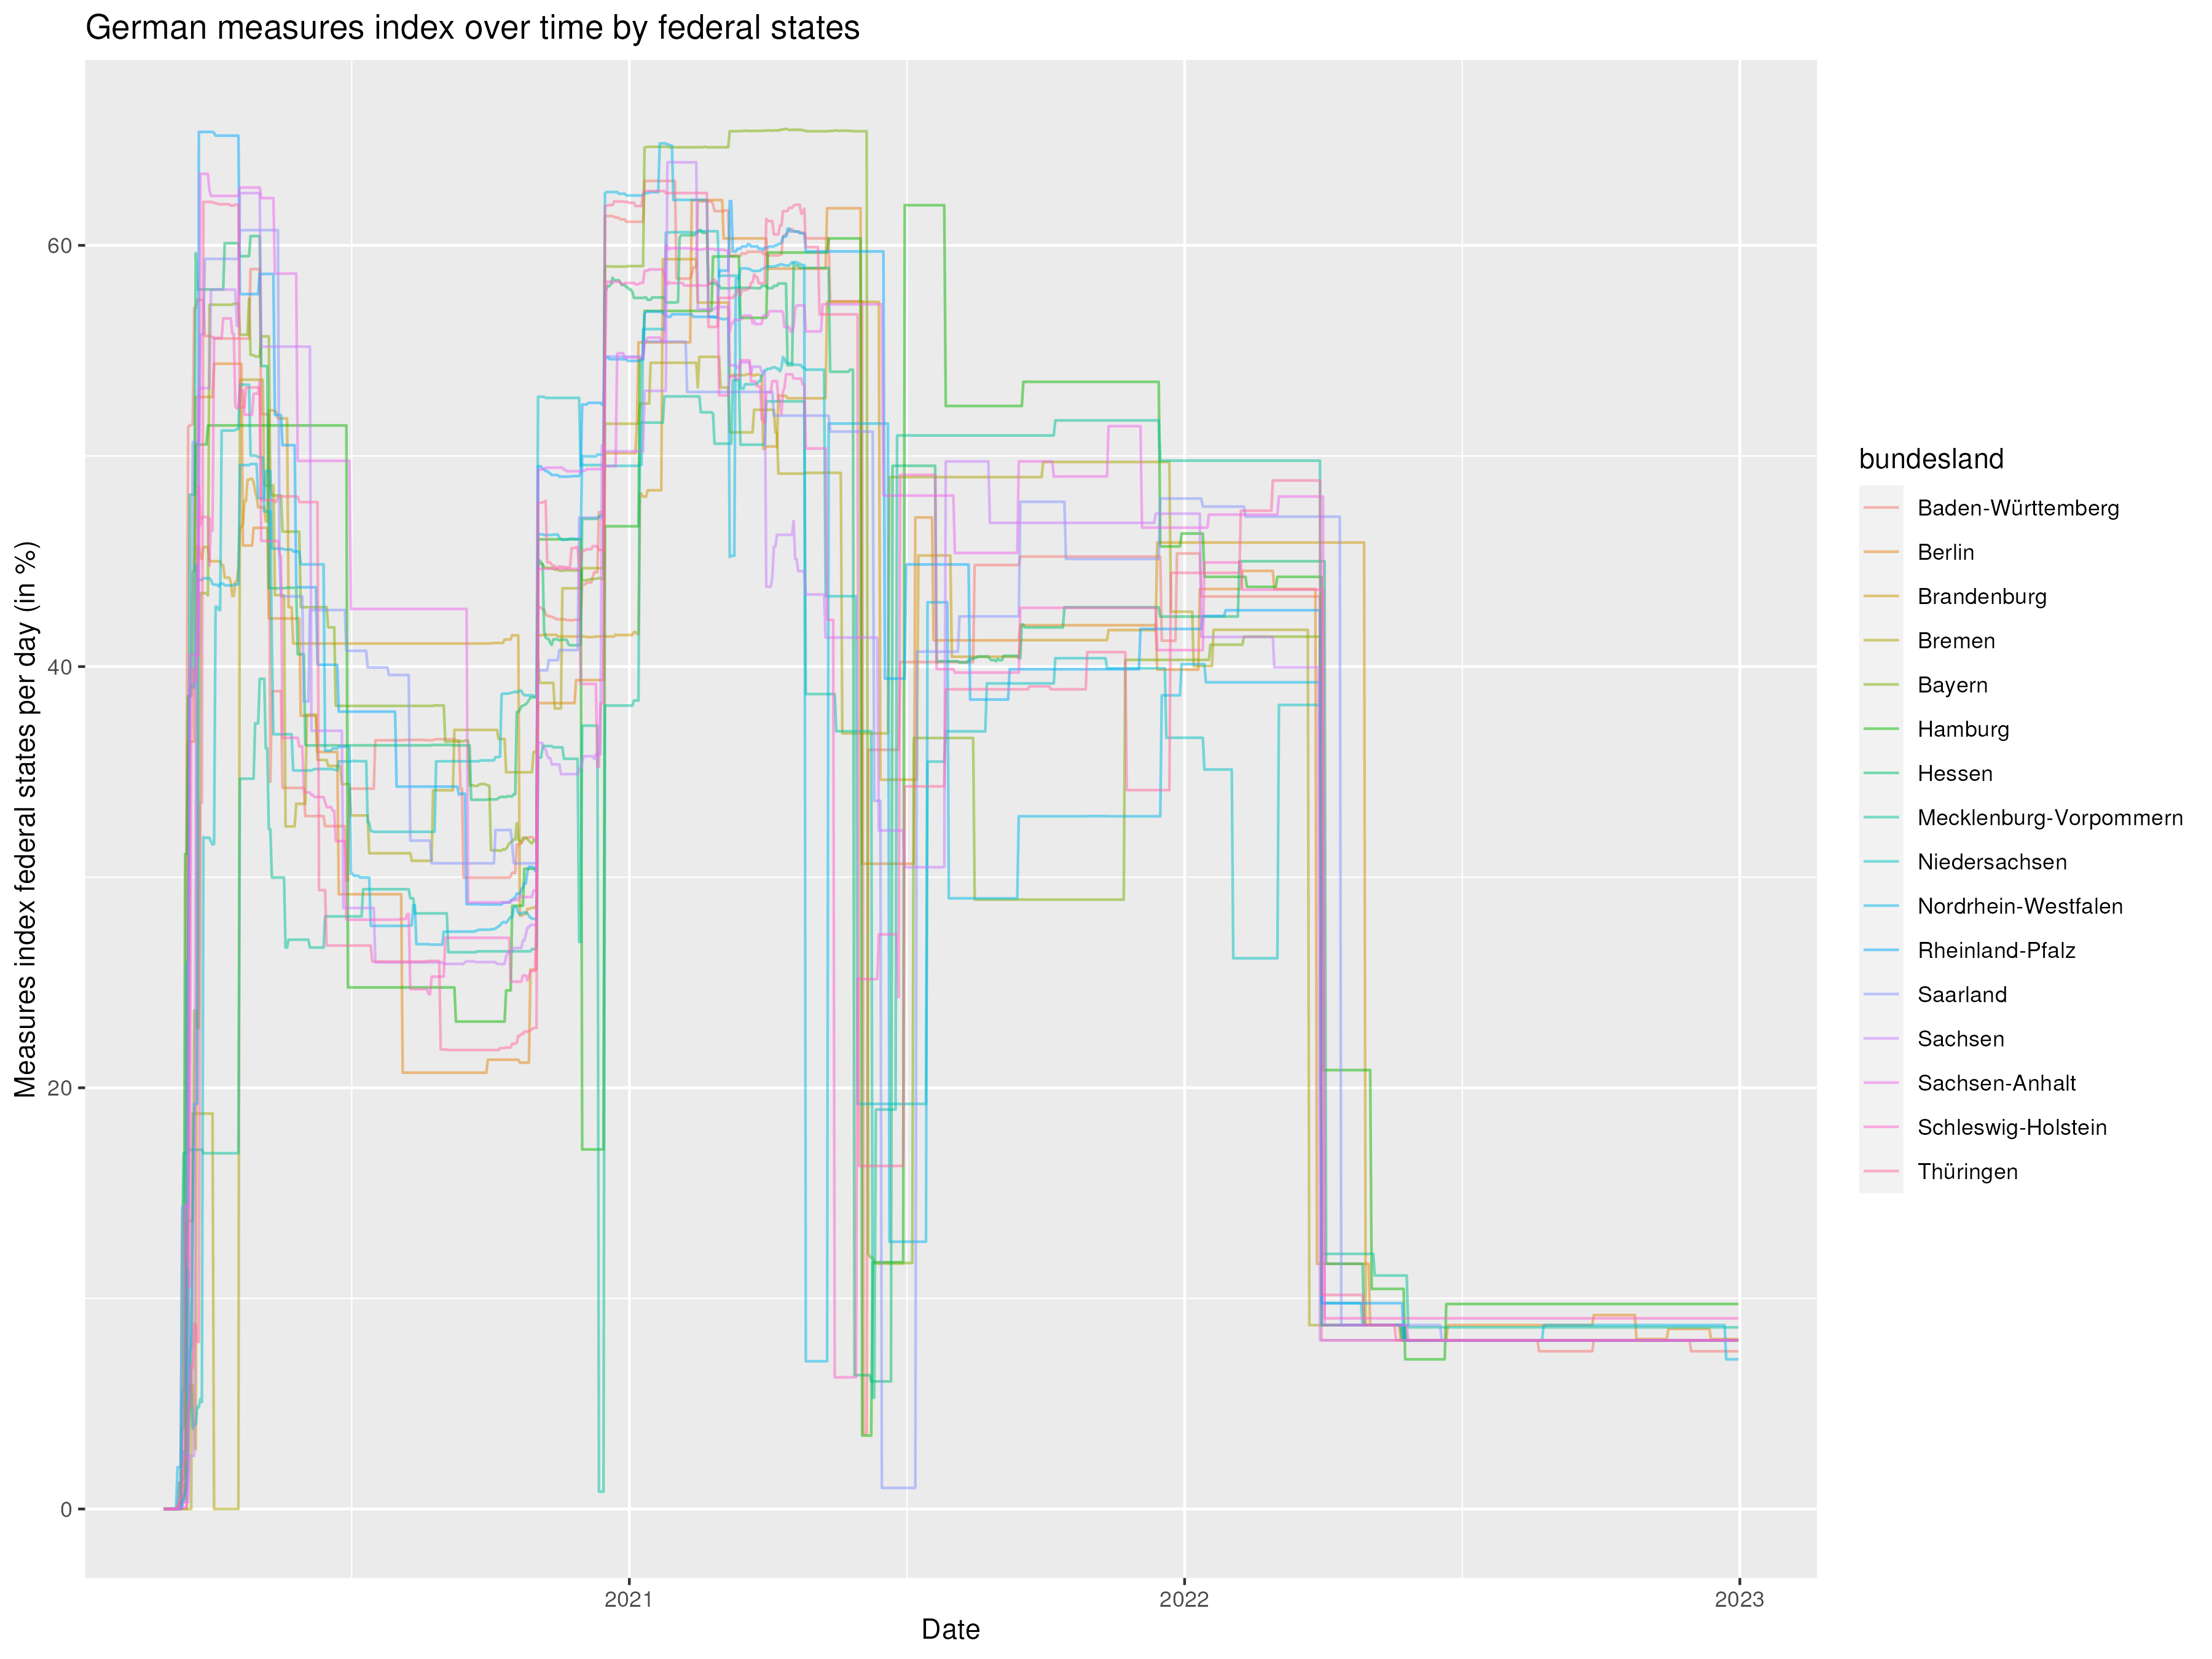 German measures index over time by federal states
Measures index federal states per day (in %)
60
40
20
0
2021
2022
2023
Date
bundesland
Baden-Württemberg
Berlin
Brandenburg
Bremen
Bayern
Hamburg
Hessen
Mecklenburg-Vorpommern
Niedersachsen
Nordrhein-Westfalen
Rheinland-Pfalz
Saarland
Sachsen
Sachsen-Anhalt
Schleswig-Holstein
Thüringen